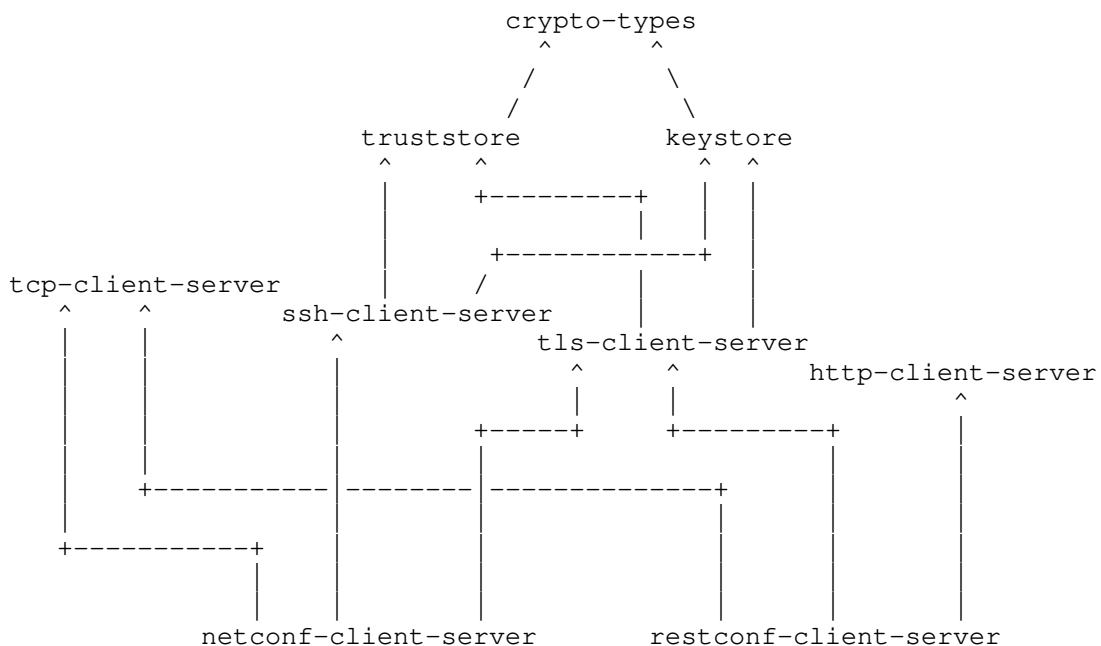 crypto-types
truststore keystore
tcp-client-server
ssh-client-server
tls-client-server
http-client-server
netconf-client-server restconf-client-server